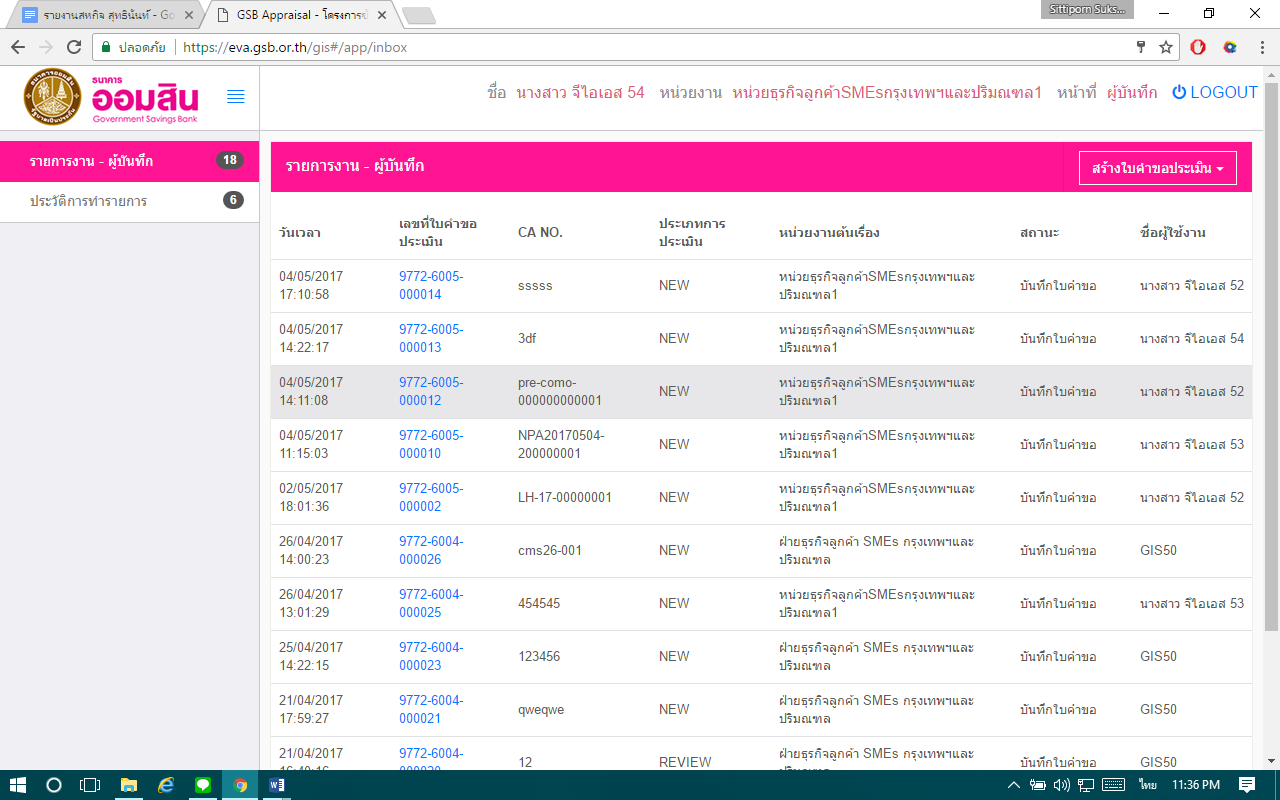 รายงานสหกิจ สุทธินันท์ - Go
GSB Appraisal - โครงการป
Sittiporn Suks...
ปลอดภัย
https://eva.gsb.or.th/gis#/app/inbox
ธนาคาร
ออมสิน
Government Savings Bank
ชื่อ นางสาว จีไอเอส 54 หน่วยงาน หน่วยธุรกิจลูกค้าSMEsกรุงเทพฯและปริมณฑล1 หน้าที่ ผู้บันทึก LOGOUT
รายการงาน - ผู้บันทึก 18
ประวัติการทำรายการ 6
รายการงาน - ผู้บันทึก
สร้างใบคำขอประเมิน
วันเวลา
เลขที่ใบคำขอ
ประเมิน
CA NO.
ประเภทการ
ประเมิน
หน่วยงานต้นเรื่อง
สถานะ
ชื่อผู้ใช้งาน
04/05/2017
17:10:58
9772-6005-
000014
sssss
NEW
หน่วยธุรกิจลูกค้าSMEsกรุงเทพฯและ
ปริมณฑล1
บันทึกใบคำขอ
นางสาว จีไอเอส 52
04/05/2017
14:22:17
9772-6005-
000013
3df
NEW
หน่วยธุรกิจลูกค้าSMEsกรุงเทพฯและ
ปริมณฑล1
บันทึกใบคำขอ
นางสาว จีไอเอส 54
04/05/2017
14:11:08
9772-6005-
000012
pre-como-
000000000001
NEW
หน่วยธุรกิจลูกค้าSMEsกรุงเทพฯและ
ปริมณฑล1
บันทึกใบคำขอ
นางสาว จีไอเอส 52
04/05/2017
11:15:03
9772-6005-
000010
NPA20170504-
200000001
NEW
หน่วยธุรกิจลูกค้าSMEsกรุงเทพฯและ
ปริมณฑล1
บันทึกใบคำขอ
นางสาว จีไอเอส 53
02/05/2017
18:01:36
9772-6005-
000002
LH-17-00000001
NEW
หน่วยธุรกิจลูกค้าSMEsกรุงเทพฯและ
ปริมณฑล1
บันทึกใบคำขอ
นางสาว จีไอเอส 52
26/04/2017
14:00:23
9772-6004-
000026
cms26-001
NEW
ฝ่ายธุรกิจลูกค้า SMEs กรุงเทพฯและ
ปริมณฑล
บันทึกใบคำขอ
GIS50
26/04/2017
13:01:29
9772-6004-
000025
454545
NEW
หน่วยธุรกิจลูกค้าSMEsกรุงเทพฯและ
ปริมณฑล1
บันทึกใบคำขอ
นางสาว จีไอเอส 53
25/04/2017
14:22:15
9772-6004-
000023
123456
NEW
ฝ่ายธุรกิจลูกค้า SMEs กรุงเทพฯและ
ปริมณฑล
บันทึกใบคำขอ
GIS50
21/04/2017
17:59:27
9772-6004-
000021
qweqwe
NEW
ฝ่ายธุรกิจลูกค้า SMEs กรุงเทพฯและ
ปริมณฑล
บันทึกใบคำขอ
GIS50
21/04/2017
9772-6004-
12
REVIEW
ฝ่ายธุรกิจลูกค้า SMEs กรุงเทพฯและ
บันทึกใบคำขอ
GIS50
ไทย
11:36 PM